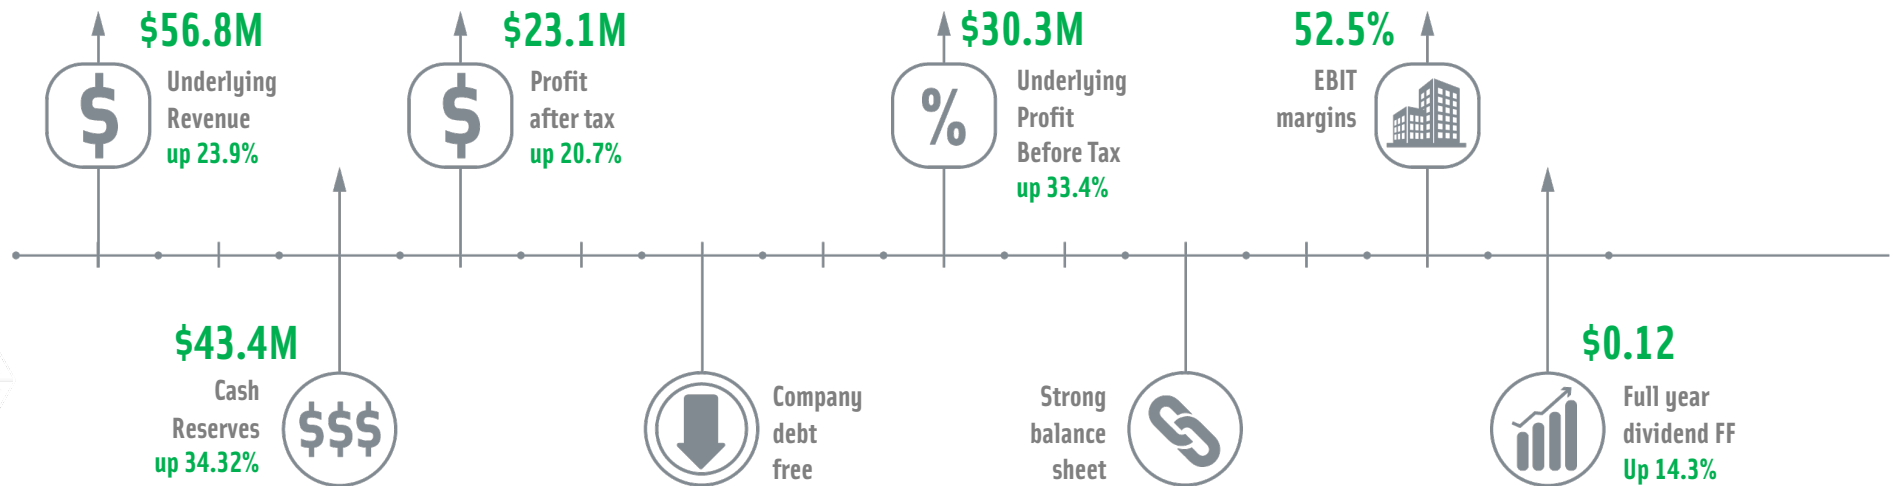 $56.8M
Underlying
Revenue
up 23.9%
$
$23.1M
Profit
after tax
up 20.7%
$
$30.3M
Underlying
Profit
Before Tax
up 33.4%
%
52.5%
EBIT
margins
$43.4M
Cash
Reserves
up 34.32%
$$$
Company
debt
free
Strong
balance
sheet
$0.12
Full year
dividend FF
Up 14.3%